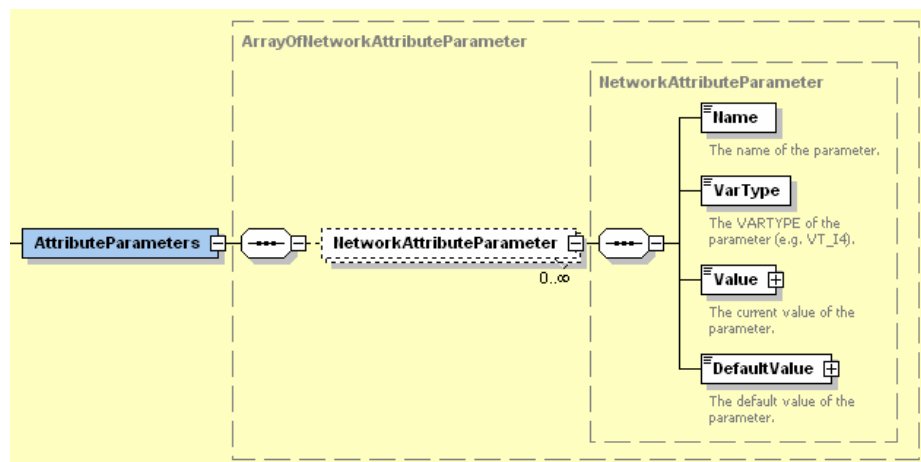 ArrayOfNetworkAttributeParameter
NetworkAttributeParameter
Name
The name of the parameter.
VarType
The VARTYPE of the
parameter (e.g. VT_I4).
AttributeParameters
NetworkAttributeParameter
0..∞
Value
The current value of the
parameter.
DefaultValue
The default value of the
parameter.